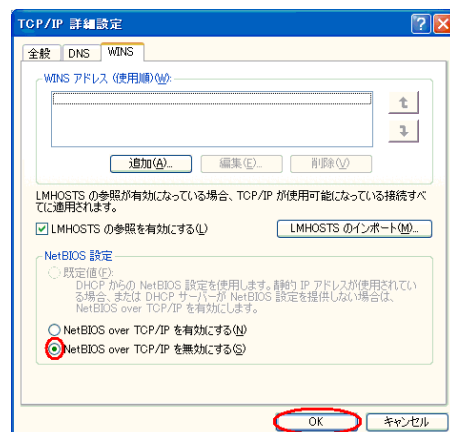 TCP/IP 詳細設定
全般 DNS WINS
WINS アドレス (使用順)(W):
追加(A)... 編集(E)... 削除(V)
LMHOSTS の参照が有効になっている場合、TCP/IP が使用可能になっている接続すべ
てに適用されます。
LMHOSTS の参照を有効にする(L) LMHOSTS のインポート(M)...
NetBIOS 設定
既定値(F):
DHCP からの NetBIOS 設定を使用します。静的 IP アドレスが使用されてい
る場合、または DHCP サーバーが NetBIOS 設定を提供しない場合は、
NetBIOS over TCP/IP を有効にします。
NetBIOS over TCP/IP を有効にする(N)
NetBIOS over TCP/IP を無効にする(S)
OK キャンセル